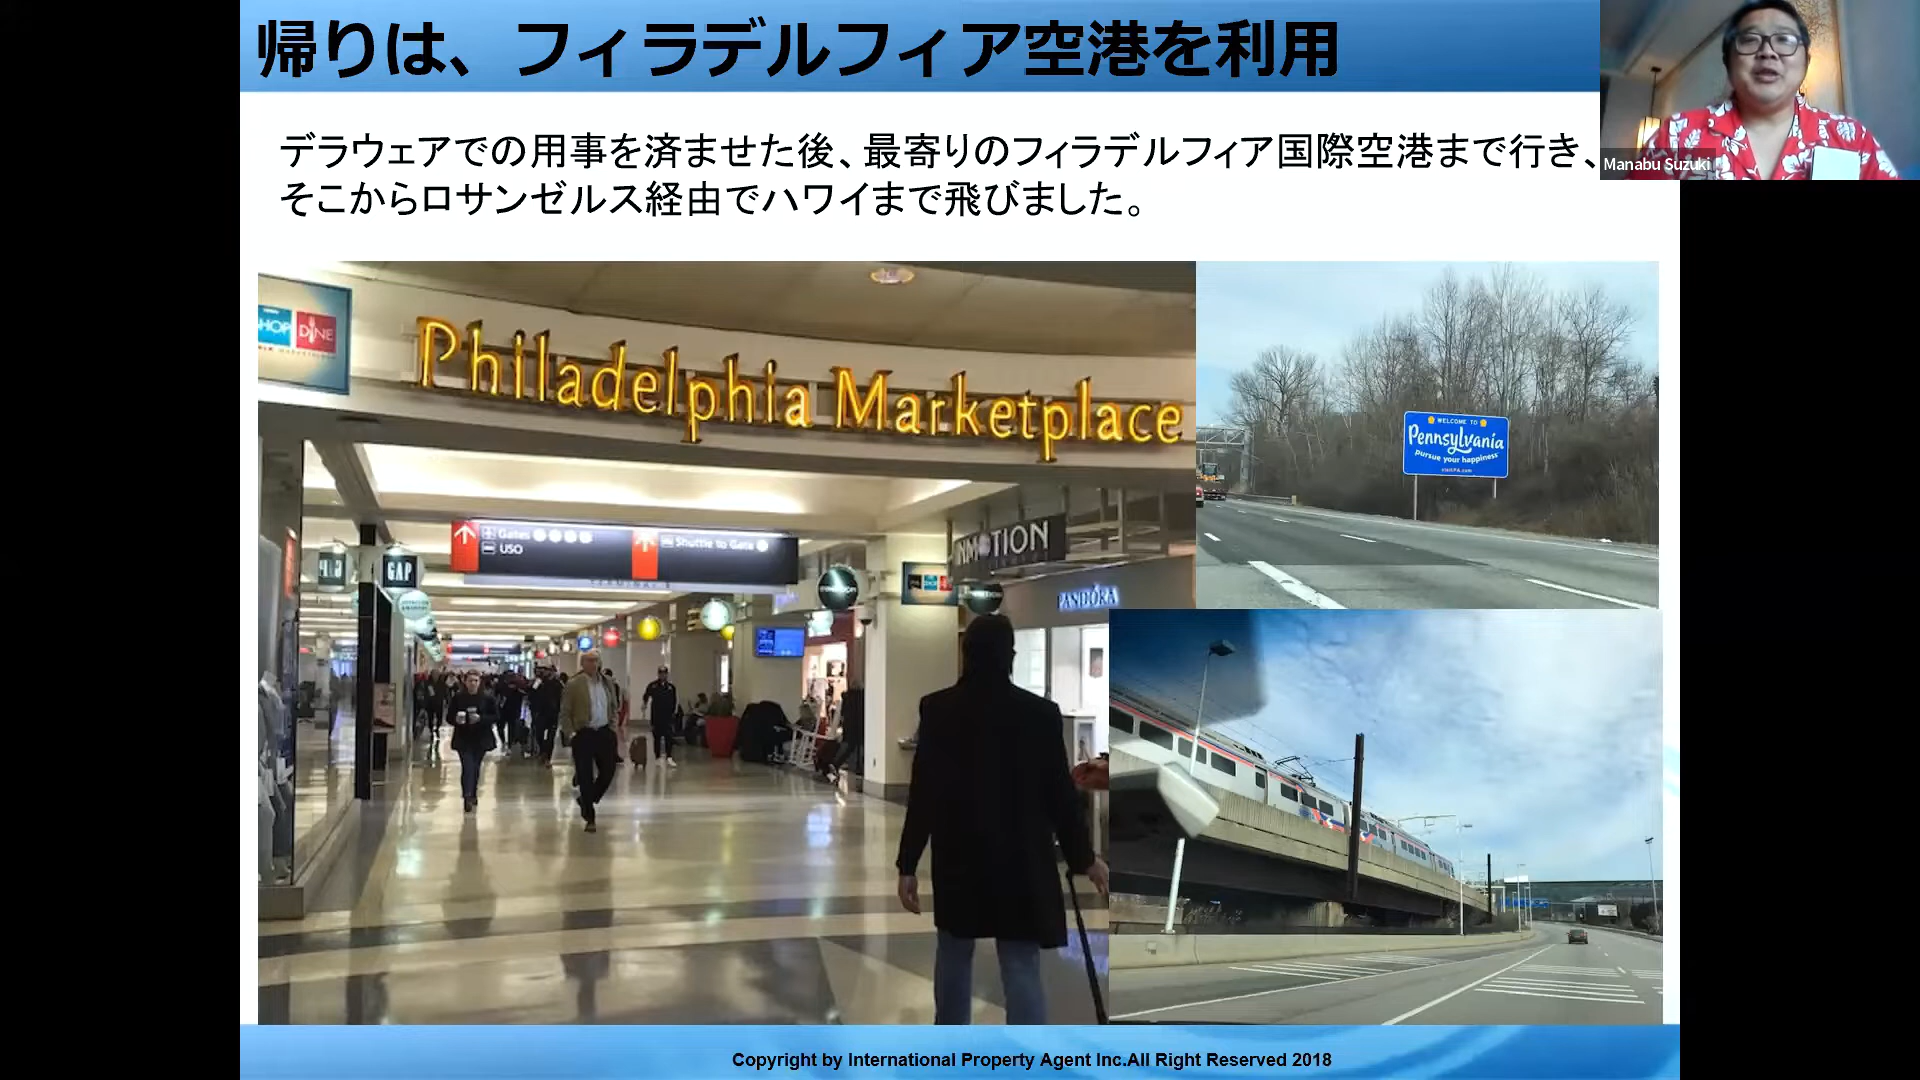 帰りは、フィラデルフィア空港を利用
Manabu Suzuki
デラウェアでの用事を済ませた後、最寄りのフィラデルフィア国際空港まで行き、
そこからロサンゼルス経由でハワイまで飛びました。
SHOP DINE
Philadelphia Marketplace
Gates
USO
Shuttle to Gate
GAP
INMOTION
PANDORA
WELCOME TO
Pennsylvania
Pursue your happiness
visitPA.com
Copyright by International Property Agent Inc.All Right Reserved 2018